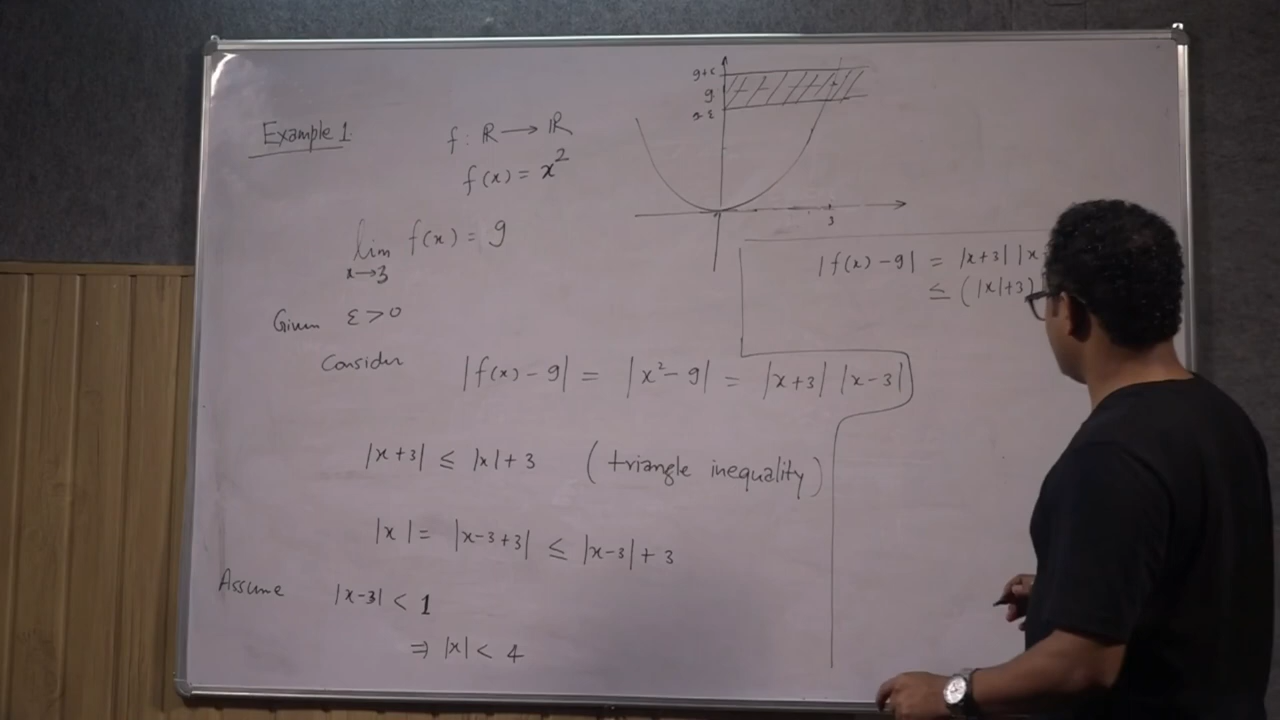 Example 1
f : ℝ → ℝ
f(x) = x²
lim f(x) = 9
x→3
Given ε > 0
Consider |f(x) - 9| = |x² - 9| = |x+3| |x-3|
|x+3| ≤ |x|+3 (triangle inequality)
|x| = |x-3+3| ≤ |x-3| + 3
Assume |x-3| < 1
⇒ |x| < 4
9+ε
9
9-ε
3
|f(x) - 9| = |x+3| |x-
≤ (|x|+3)